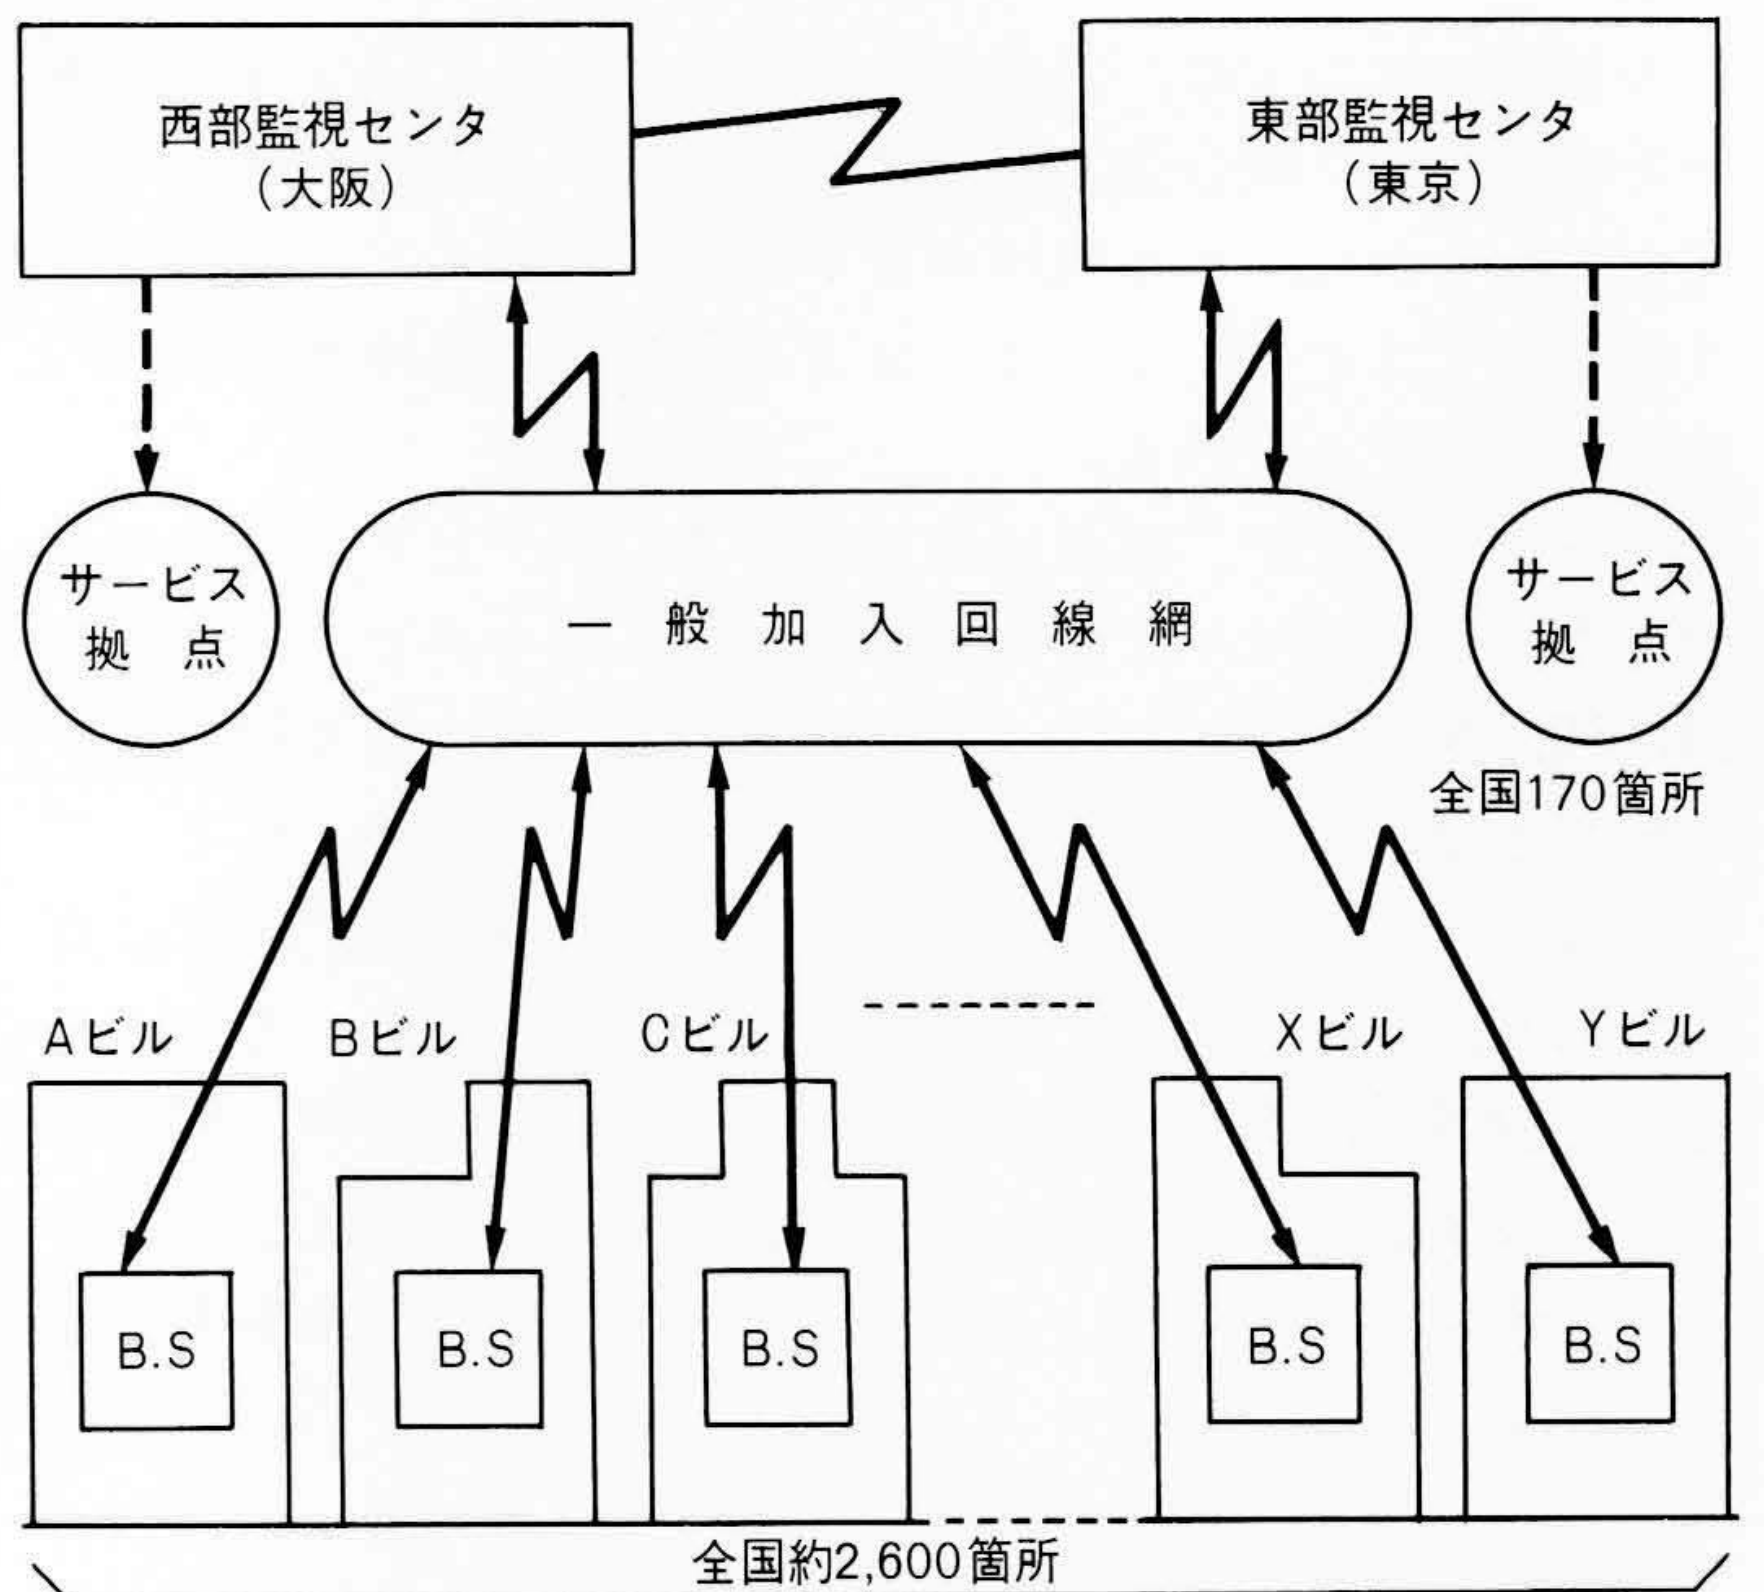 西部監視センタ
(大阪)
東部監視センタ
(東京)
サービス
拠点
一般加入回線網
サービス
拠点
全国170箇所
Aビル
Bビル
Cビル
Xビル
Yビル
B.S
B.S
B.S
B.S
B.S
全国約2,600箇所